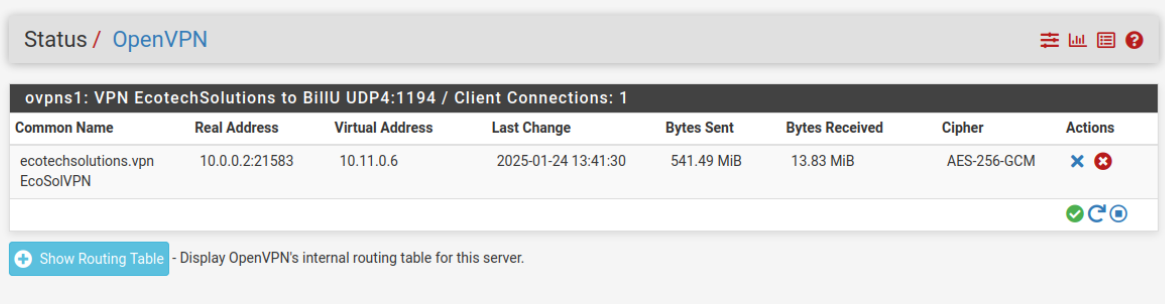 Status / OpenVPN
ovpns1: VPN EcotechSolutions to BillU UDP4:1194 / Client Connections: 1
Common Name Real Address Virtual Address Last Change Bytes Sent Bytes Received Cipher Actions
ecotechsolutions.vpn 10.0.0.2:21583 10.11.0.6 2025-01-24 13:41:30 541.49 MiB 13.83 MiB AES-256-GCM
EcoSolVPN
Show Routing Table - Display OpenVPN's internal routing table for this server.